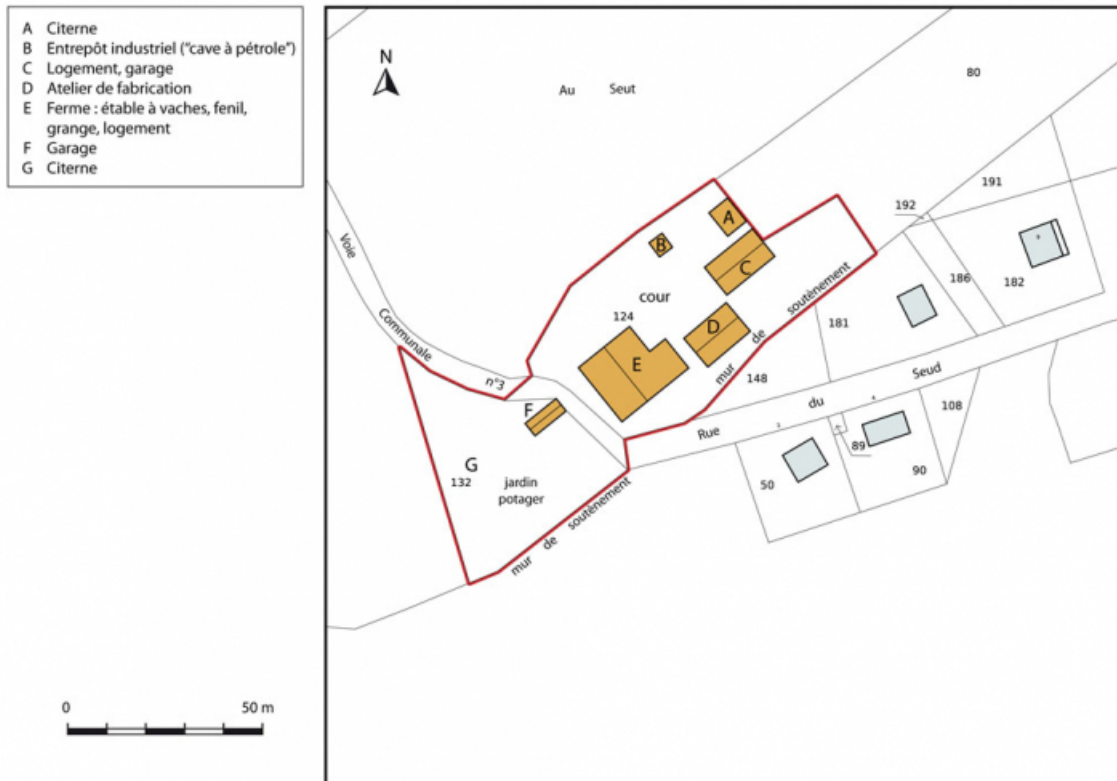 A Citerne
B Entrepôt industriel ("cave à pétrole")
C Logement, garage
D Atelier de fabrication
E Ferme : étable à vaches, fenil,
grange, logement
F Garage
G Citerne
0 50 m
N
Au Seut
80
191
192
A
B
C
186
182
Voie
Communale
n°3
cour
124
D
E
181
mur de soutènement
148
Rue du Seud
F
G
132
jardin
potager
mur de soutènement
50
89
90
108